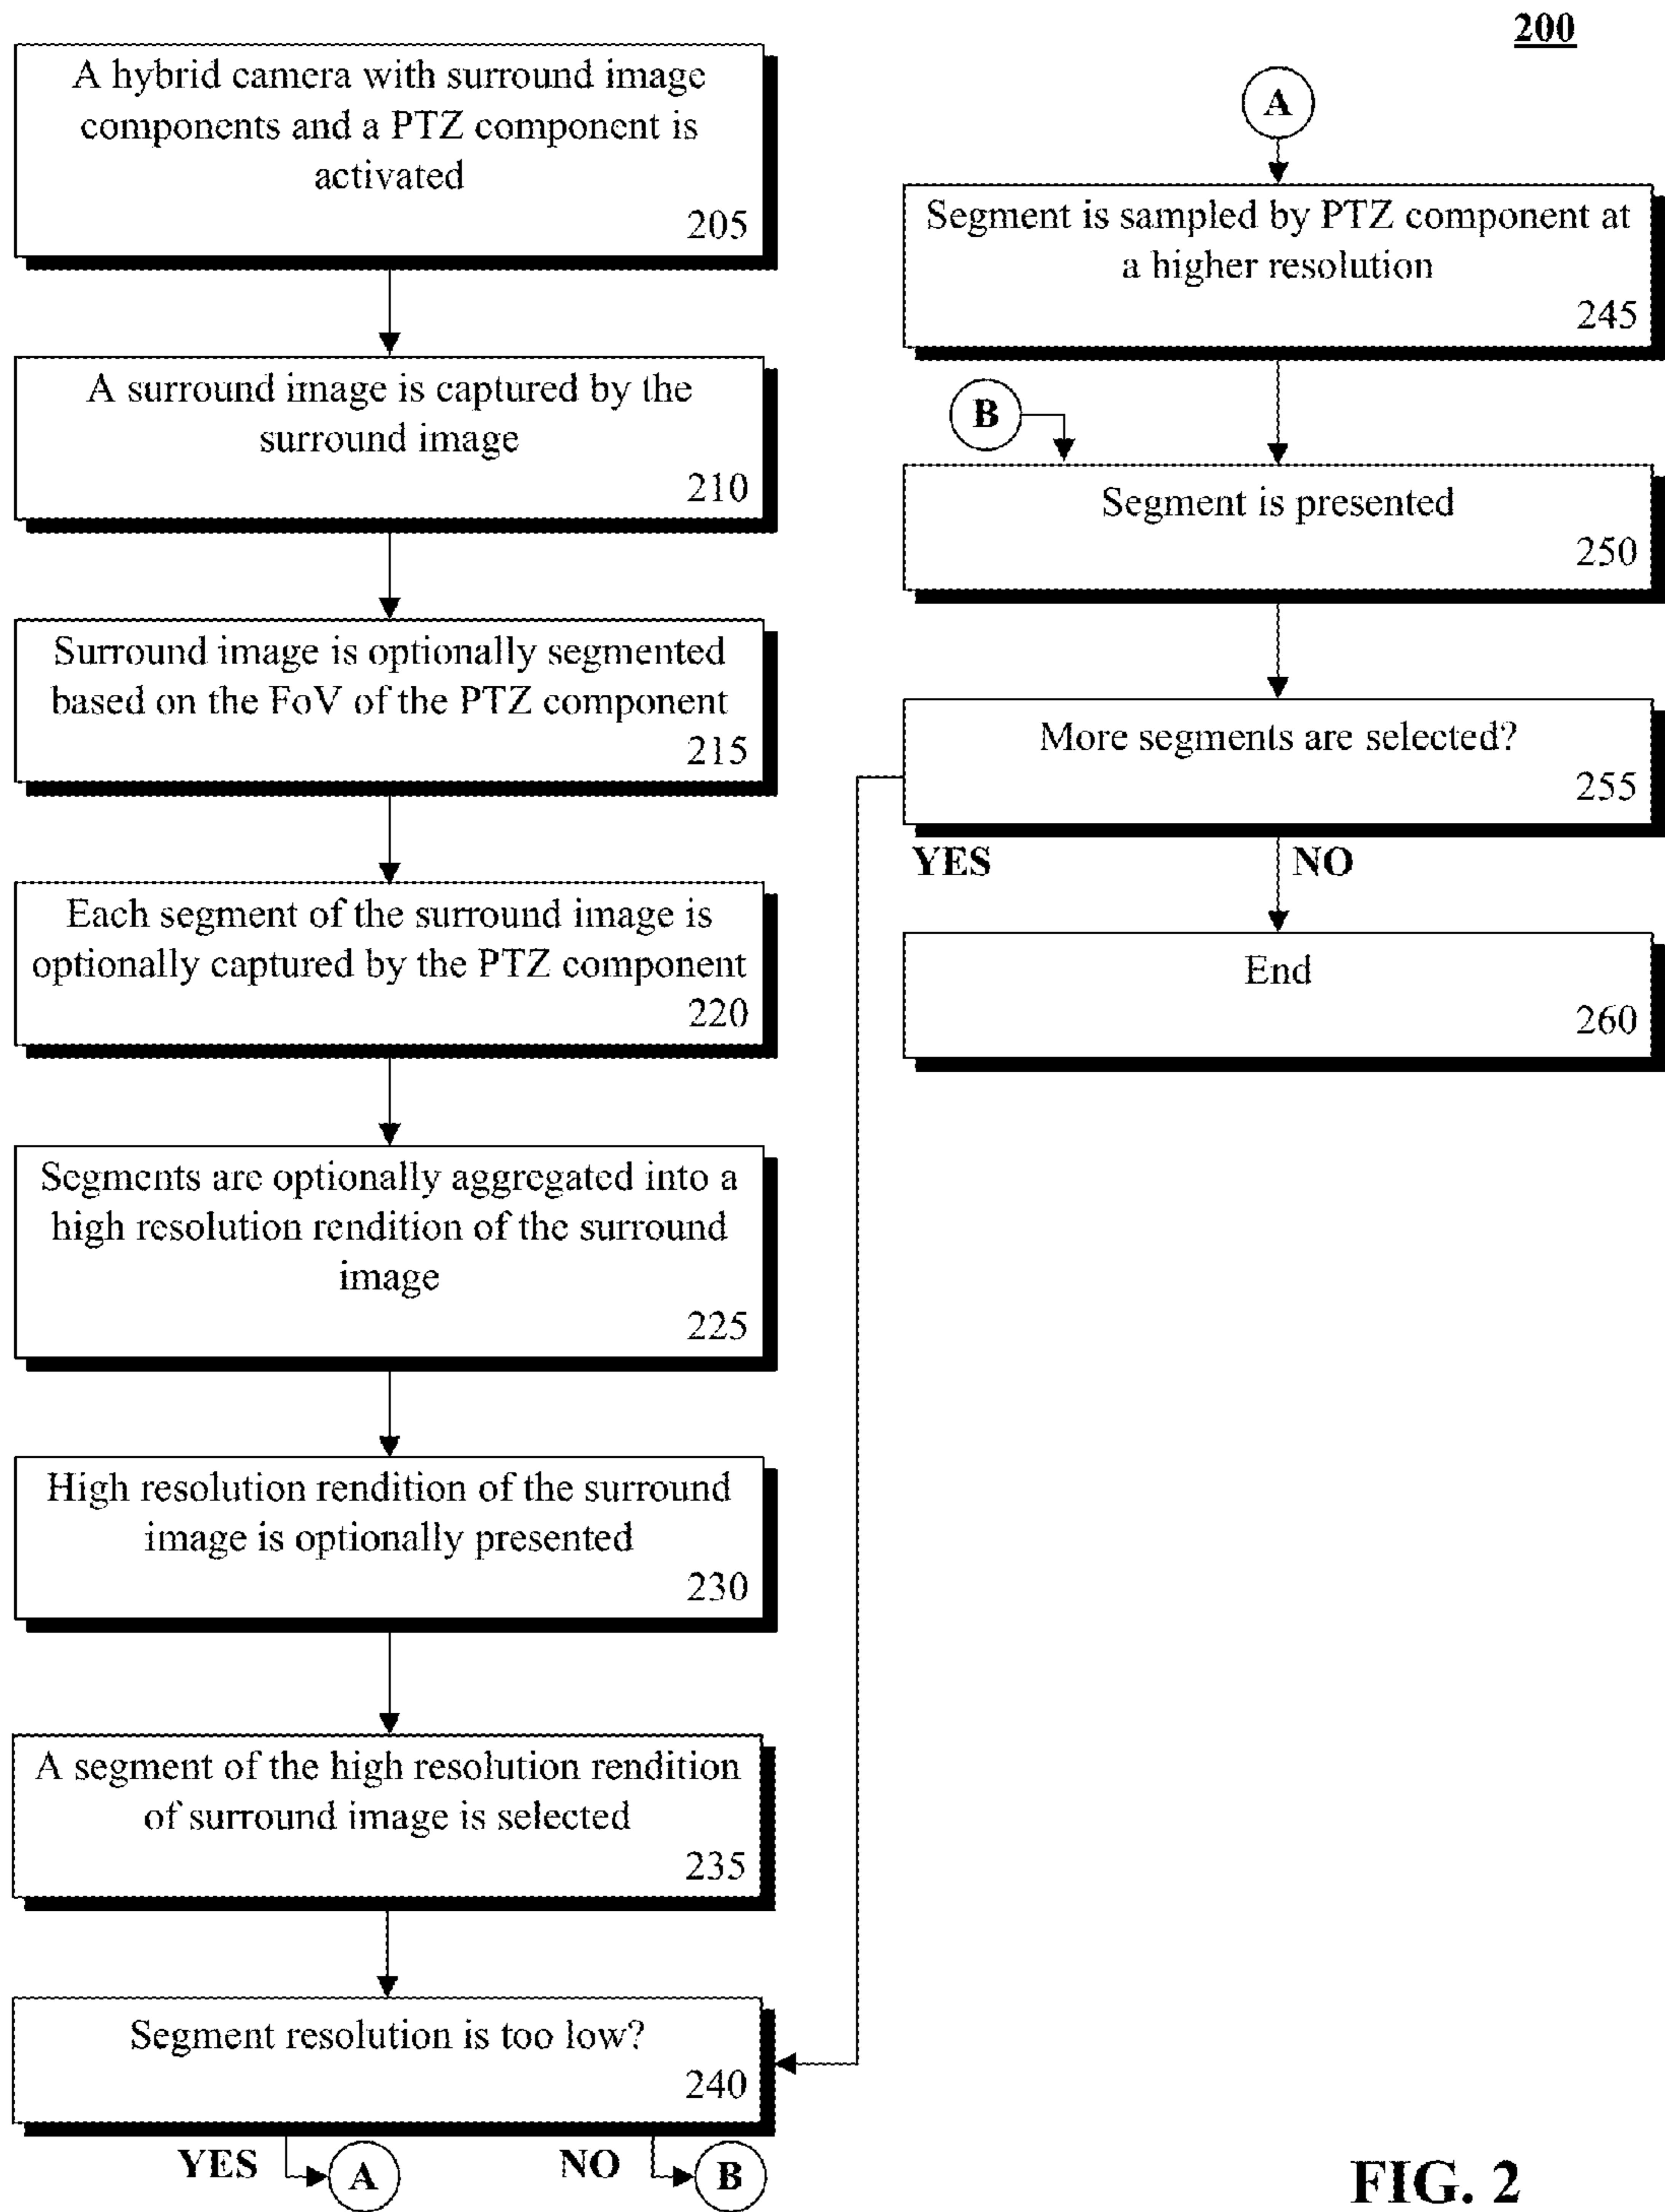 200
A hybrid camera with surround image
components and a PTZ component is
activated
205
A surround image is captured by the
surround image
210
Surround image is optionally segmented
based on the FoV of the PTZ component
215
Each segment of the surround image is
optionally captured by the PTZ component
220
Segments are optionally aggregated into a
high resolution rendition of the surround
image
225
High resolution rendition of the surround
image is optionally presented
230
A segment of the high resolution rendition
of surround image is selected
235
Segment resolution is too low?
240
YES A NO B
A
Segment is sampled by PTZ component at
a higher resolution
245
B
Segment is presented
250
More segments are selected?
255
YES NO
End
260
FIG. 2